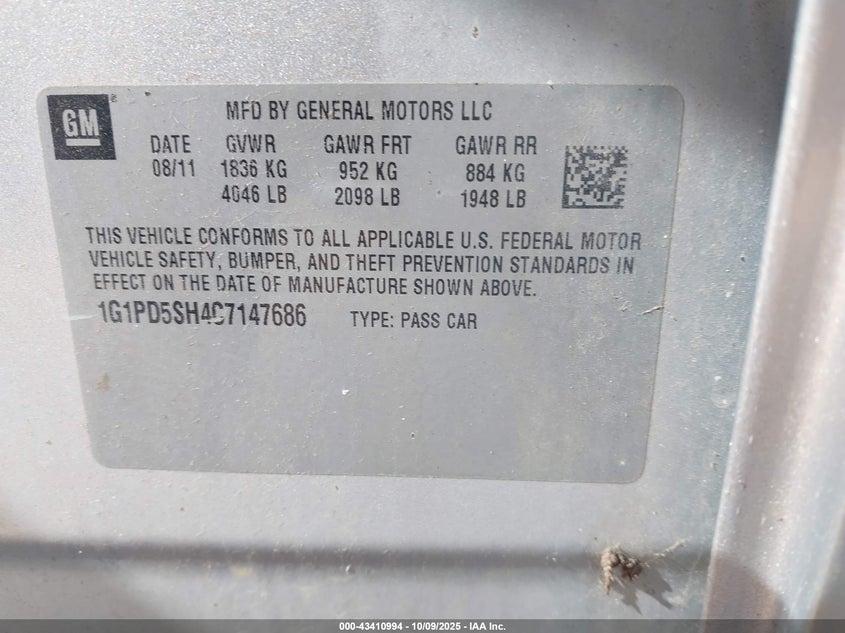 GM
MFD BY GENERAL MOTORS LLC
DATE GVWR GAWR FRT GAWR RR
08/11 1836 KG 952 KG 884 KG
4046 LB 2098 LB 1948 LB
THIS VEHICLE CONFORMS TO ALL APPLICABLE U.S. FEDERAL MOTOR
VEHICLE SAFETY, BUMPER, AND THEFT PREVENTION STANDARDS IN
EFFECT ON THE DATE OF MANUFACTURE SHOWN ABOVE.
1G1PD5SH4C7147686 TYPE: PASS CAR
000-43410994 - 10/09/2025 - IAA Inc.